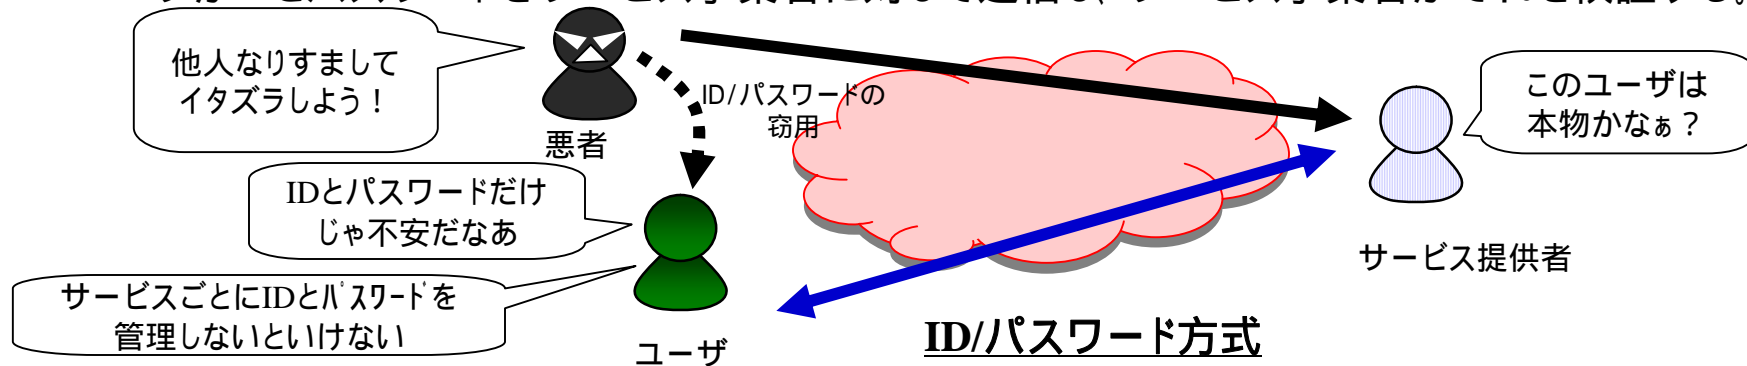 他人なりすまして
イタズラしよう！
悪者
ID/パスワードの
窃用
このユーザは
本物かなぁ？
IDとパスワードだけ
じゃ不安だなあ
サービス提供者
サービスごとにIDとﾊﾟｽﾜｰﾄﾞを
管理しないといけない
ユーザ
ID/パスワード方式